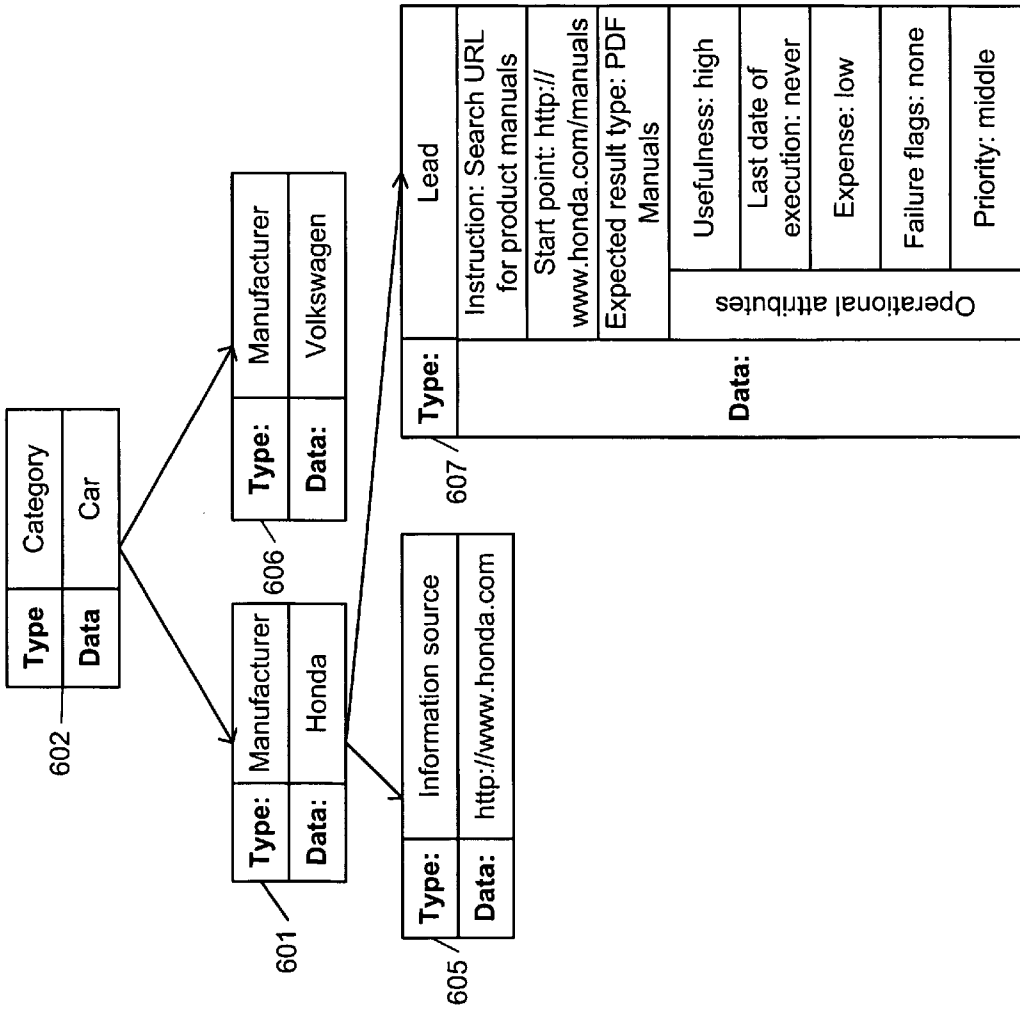 Type
Category
Data
Car
602
Type:
Manufacturer
Data:
Honda
601
Type:
Manufacturer
Data:
Volkswagen
606
Type:
Information source
Data:
http://www.honda.com
605
Type:
Lead
607
Data:
Instruction: Search URL
for product manuals
Start point: http://
www.honda.com/manuals
Expected result type: PDF
Manuals
Operational attributes
Usefulness: high
Last date of
execution: never
Expense: low
Failure flags: none
Priority: middle